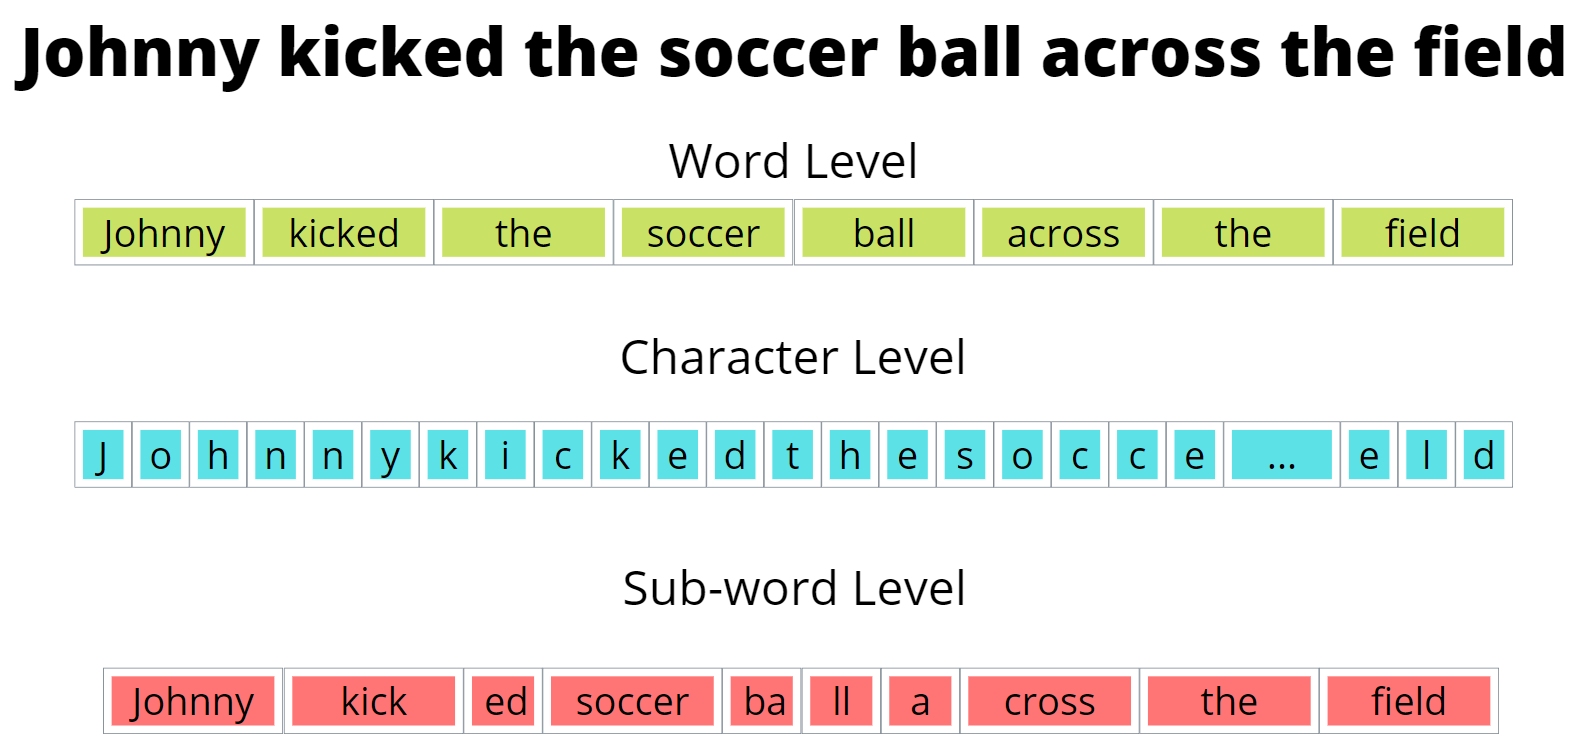 Johnny kicked the soccer ball across the field
Word Level
Johnny kicked the soccer ball across the field
Character Level
J o h n n y k i c k e d t h e s o c c e ... e l d
Sub-word Level
Johnny kick ed soccer ba ll a cross the field